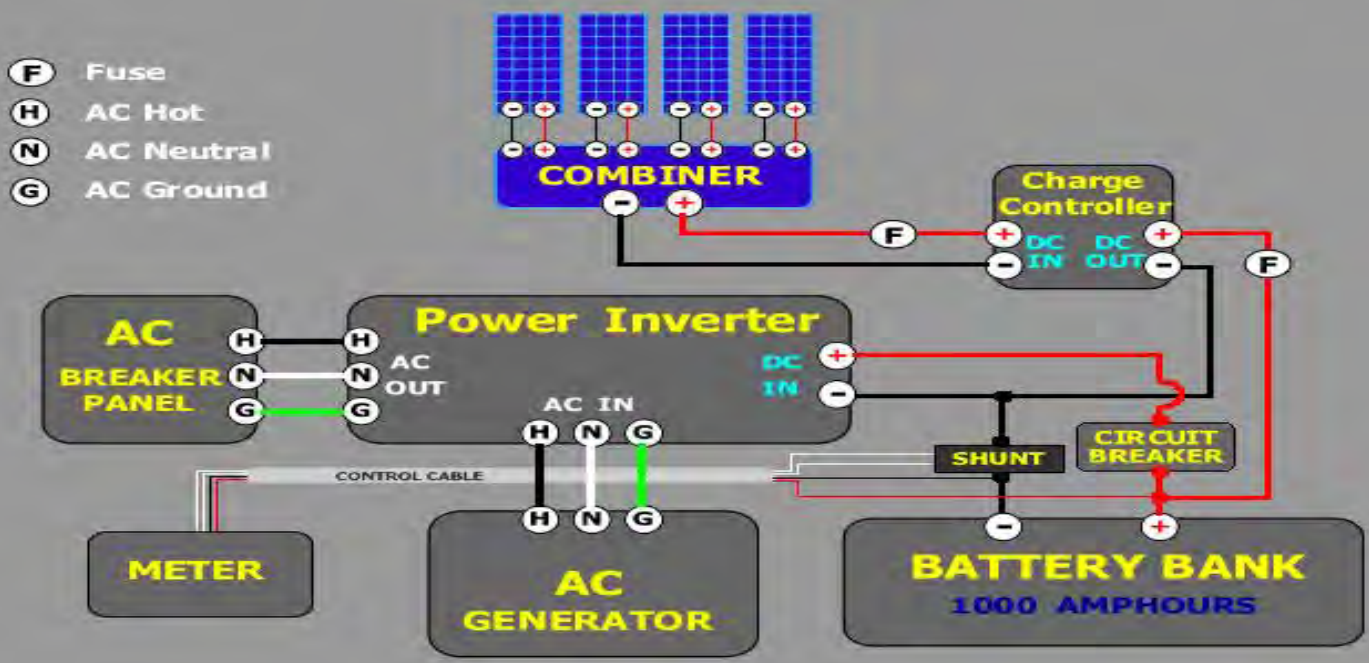 F Fuse
H AC Hot
N AC Neutral
G AC Ground
- + - + - + - +
- + - + - + - +
COMBINER
- +
Charge
Controller
+ DC DC +
- IN OUT -
F
F
AC
BREAKER
PANEL
H H
N N
G G
Power Inverter
AC
OUT
DC
IN
+
-
AC IN
H N G
CONTROL CABLE
SHUNT
CIRCUIT
BREAKER
METER
H N G
AC
GENERATOR
- +
BATTERY BANK
1000 AMPHOURS